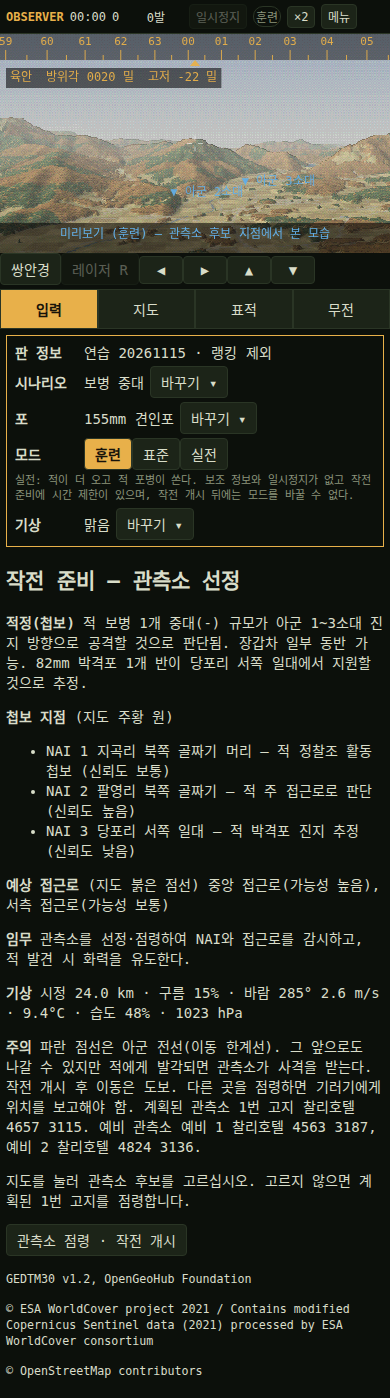 OBSERVER 00:00 0 0발 일시정지 훈련 ×2 메뉴
59 60 61 62 63 00 01 02 03 04 05
육안 방위각 0020 밀 고저 -22 밀
미리보기 (훈련) — 관측소 후보 지점에서 본 모습
쌍안경 레이저 R ◀ ▶ ▲ ▼
입력 지도 표적 무전
판 정보 연습 20261115 · 랭킹 제외
시나리오 보병 중대 바꾸기 ▾
포 155mm 견인포 바꾸기 ▾
모드 훈련 표준 실전
실전: 적이 더 오고 적 포병이 쏜다. 보조 정보와 일시정지가 없고 작전
준비에 시간 제한이 있으며, 작전 개시 뒤에는 모드를 바꿀 수 없다.
기상 맑음 바꾸기 ▾
작전 준비 — 관측소 선정
적정(첩보) 적 보병 1개 중대(-) 규모가 아군 1~3소대 진
지 방향으로 공격할 것으로 판단됨. 장갑차 일부 동반 가
능. 82mm 박격포 1개 반이 당포리 서쪽 일대에서 지원할
것으로 추정.
첩보 지점 (지도 주황 원)
• NAI 1 지곡리 북쪽 골짜기 머리 — 적 정찰조 활동
첩보 (신뢰도 보통)
• NAI 2 팔영리 북쪽 골짜기 — 적 주 접근로로 판단
(신뢰도 높음)
• NAI 3 당포리 서쪽 일대 — 적 박격포 진지 추정
(신뢰도 낮음)
예상 접근로 (지도 붉은 점선) 중앙 접근로(가능성 높음),
서측 접근로(가능성 보통)
임무 관측소를 선정·점령하여 NAI와 접근로를 감시하고,
적 발견 시 화력을 유도한다.
기상 시정 24.0 km · 구름 15% · 바람 285° 2.6 m/s
· 9.4°C · 습도 48% · 1023 hPa
주의 파란 점선은 아군 전선(이동 한계선). 그 앞으로도
나갈 수 있지만 적에게 발각되면 관측소가 사격을 받는다.
작전 개시 후 이동은 도보. 다른 곳을 점령하면 기러기에게
위치를 보고해야 함. 계획된 관측소 1번 고지 찰리호텔
4657 3115. 예비 관측소 예비 1 찰리호텔 4563 3187,
예비 2 찰리호텔 4824 3136.
지도를 눌러 관측소 후보를 고르십시오. 고르지 않으면 계
획된 1번 고지를 점령합니다.
관측소 점령 · 작전 개시
GEDTM30 v1.2, OpenGeoHub Foundation
© ESA WorldCover project 2021 / Contains modified
Copernicus Sentinel data (2021) processed by ESA
WorldCover consortium
© OpenStreetMap contributors